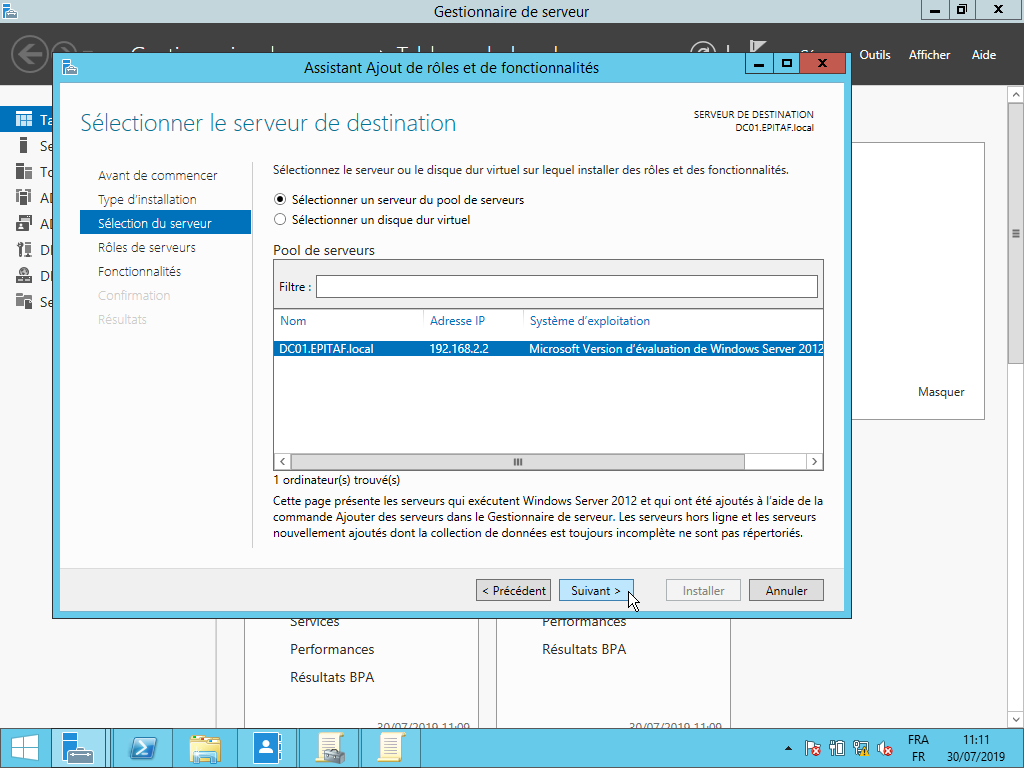 Gestionnaire de serveur
Outils
Afficher
Aide
Assistant Ajout de rôles et de fonctionnalités
Sélectionner le serveur de destination
SERVEUR DE DESTINATION
DC01.EPITAF.local
Avant de commencer
Type d'installation
Sélection du serveur
Rôles de serveurs
Fonctionnalités
Confirmation
Résultats
Sélectionnez le serveur ou le disque dur virtuel sur lequel installer des rôles et des fonctionnalités.
Sélectionner un serveur du pool de serveurs
Sélectionner un disque dur virtuel
Pool de serveurs
Filtre :
Nom Adresse IP Système d'exploitation
DC01.EPITAF.local 192.168.2.2 Microsoft Version d'évaluation de Windows Server 2012
1 ordinateur(s) trouvé(s)
Cette page présente les serveurs qui exécutent Windows Server 2012 et qui ont été ajoutés à l'aide de la
commande Ajouter des serveurs dans le Gestionnaire de serveur. Les serveurs hors ligne et les serveurs
nouvellement ajoutés dont la collection de données est toujours incomplète ne sont pas répertoriés.
< Précédent
Suivant >
Installer
Annuler
Masquer
Services
Performances
Résultats BPA
30/07/2019 11:09
Performances
Résultats BPA
30/07/2019 11:09
FRA
FR
11:11
30/07/2019